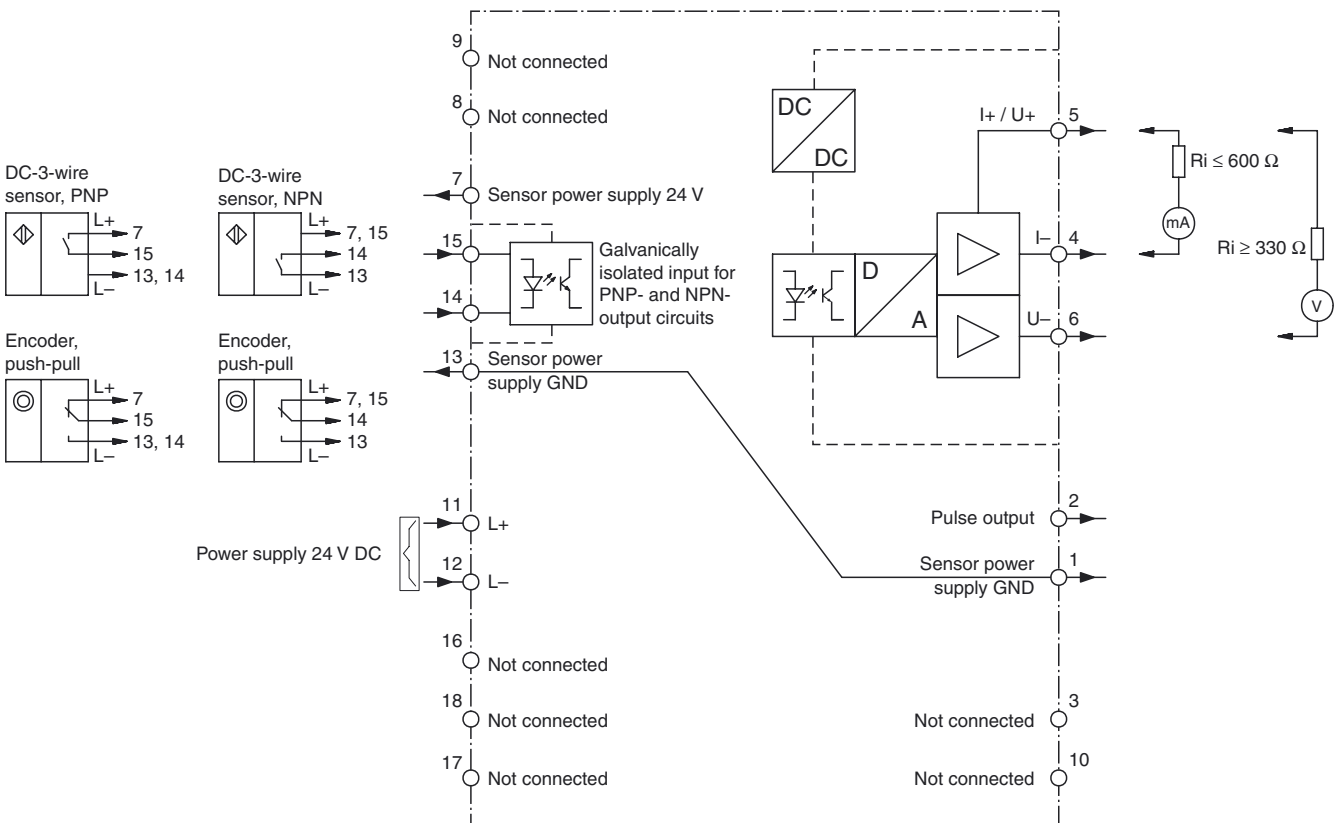 9
Not connected
8
Not connected
7
Sensor power supply 24 V
15
14
Galvanically
isolated input for
PNP- and NPN-
output circuits
13
Sensor power
supply GND
DC-3-wire
sensor, PNP
L+
7
15
13, 14
L–
DC-3-wire
sensor, NPN
L+
7, 15
14
13
L–
Encoder,
push-pull
L+
7
15
13, 14
L–
Encoder,
push-pull
L+
7, 15
14
13
L–
Power supply 24 V DC
11
L+
12
L–
16
Not connected
18
Not connected
17
Not connected
DC
DC
D
A
I+ / U+
5
I–
4
U–
6
Ri ≤ 600 Ω
mA
Ri ≥ 330 Ω
V
Pulse output
2
Sensor power
supply GND
1
Not connected
3
Not connected
10